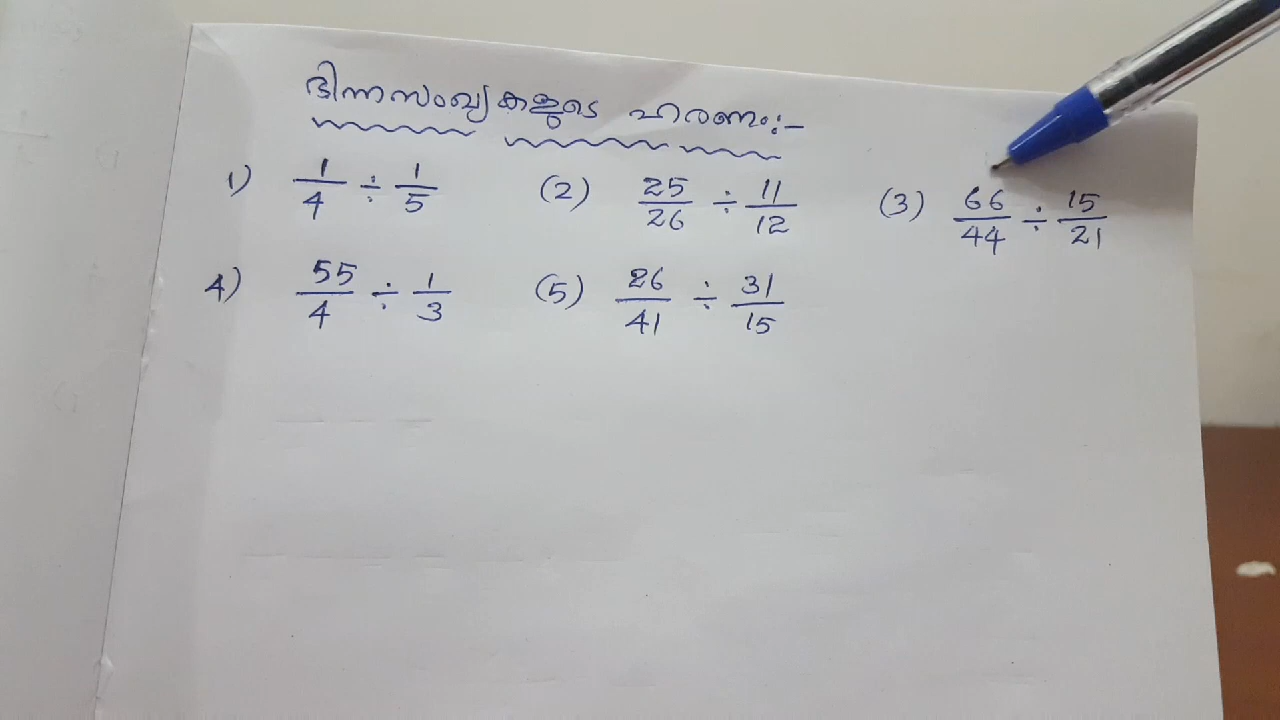 ഭിന്നസംഖ്യകളുടെ ഹരണം:-
1) 1/4 ÷ 1/5 (2) 25/26 ÷ 11/12 (3) 66/44 ÷ 15/21
4) 55/4 ÷ 1/3 (5) 26/41 ÷ 31/15